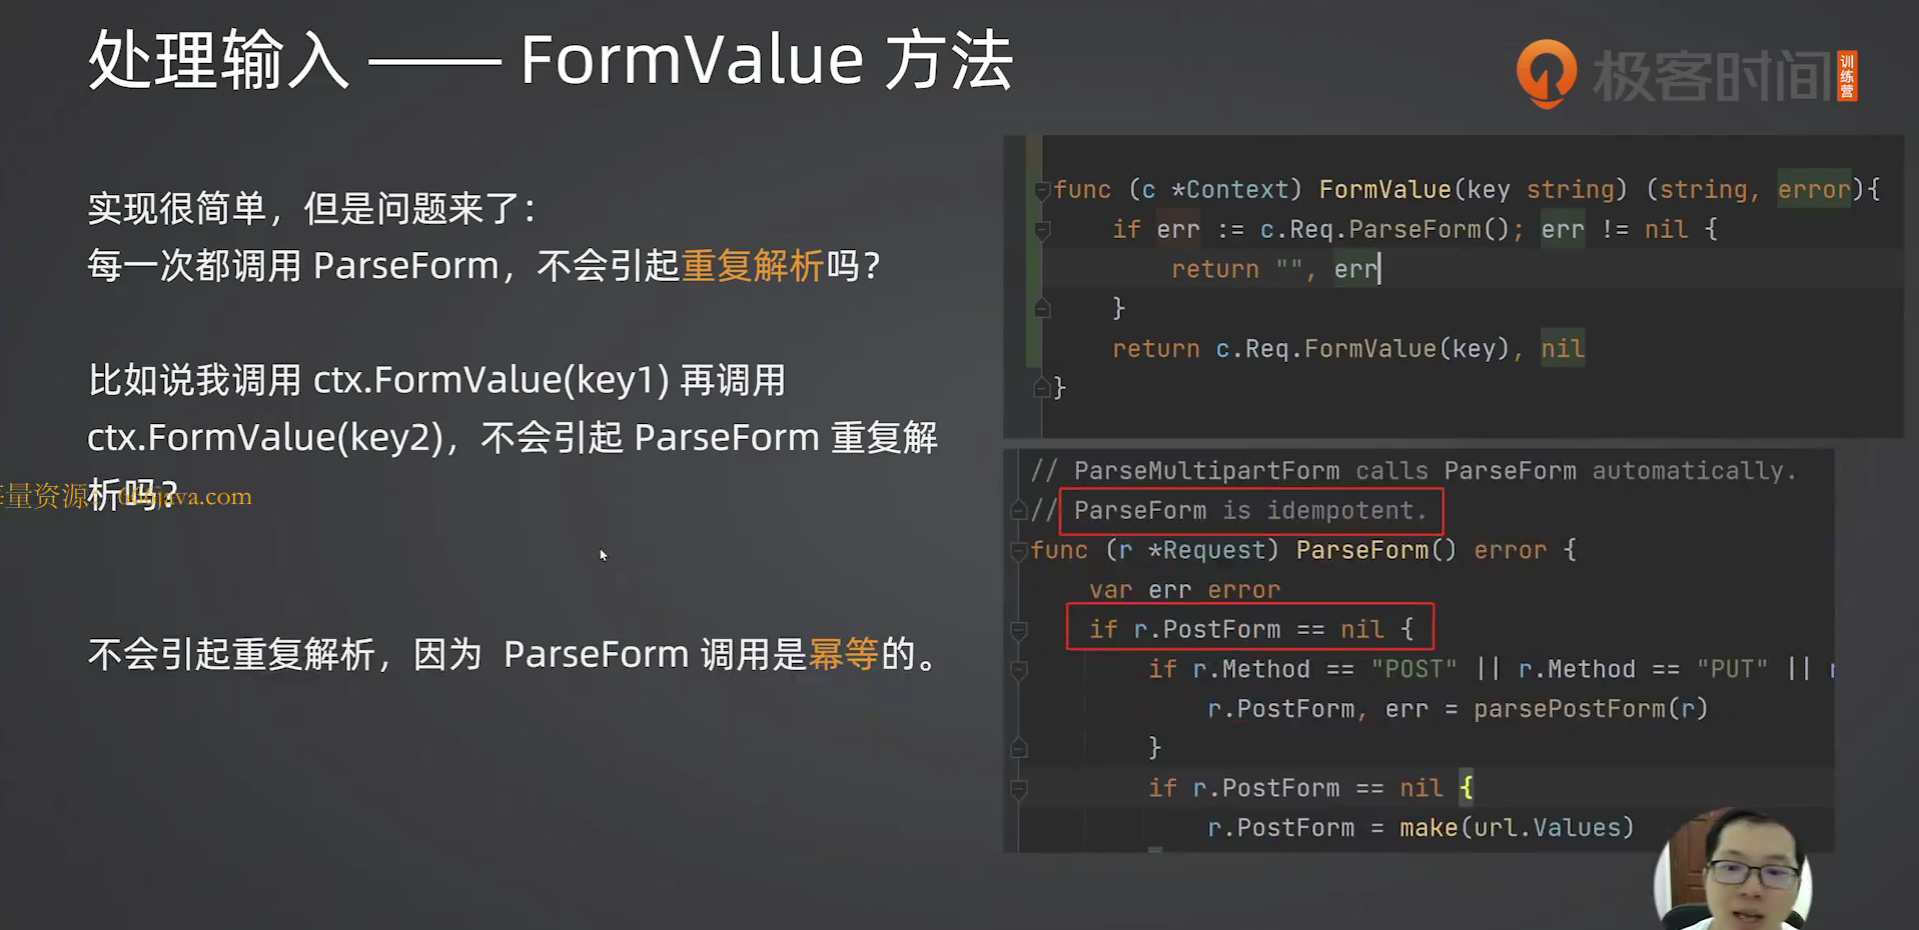 处理输入 —— FormValue 方法
极客时间
训练营
实现很简单，但是问题来了：
每一次都调用 ParseForm，不会引起重复解析吗？
比如说我调用 ctx.FormValue(key1) 再调用
ctx.FormValue(key2)，不会引起 ParseForm 重复解
析吗？
量资源：666java.com
不会引起重复解析，因为 ParseForm 调用是幂等的。
func (c *Context) FormValue(key string) (string, error){
if err := c.Req.ParseForm(); err != nil {
return "", err
}
return c.Req.FormValue(key), nil
}
// ParseMultipartForm calls ParseForm automatically.
// ParseForm is idempotent.
func (r *Request) ParseForm() error {
var err error
if r.PostForm == nil {
if r.Method == "POST" || r.Method == "PUT" || r
r.PostForm, err = parsePostForm(r)
}
if r.PostForm == nil {
r.PostForm = make(url.Values)